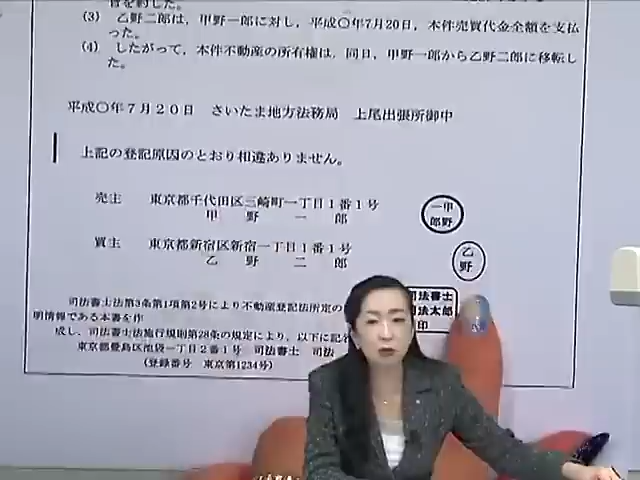 旨を約した。
(3) 乙野二郎は，甲野一郎に対し，平成〇年7月20日，本件売買代金全額を支払
った。
(4) したがって，本件不動産の所有権は，同日，甲野一郎から乙野二郎に移転し
た。
平成〇年７月２０日 さいたま地方法務局 上尾出張所御中
上記の登記原因のとおり相違ありません。
売主 東京都千代田区三崎町一丁目１番１号
甲野一郎
一甲
郎野
買主 東京都新宿区新宿一丁目１番１号
乙野二郎
乙
野
司法書士
司法太郎
印
司法書士法第3条第1項第2号により不動産登記法所定の
明情報である本書を作
成し，司法書士法施行規則第28条の規定により，以下に記名
東京都豊島区池袋一丁目２番１号 司法書士 司法
（登録番号 東京第1234号）